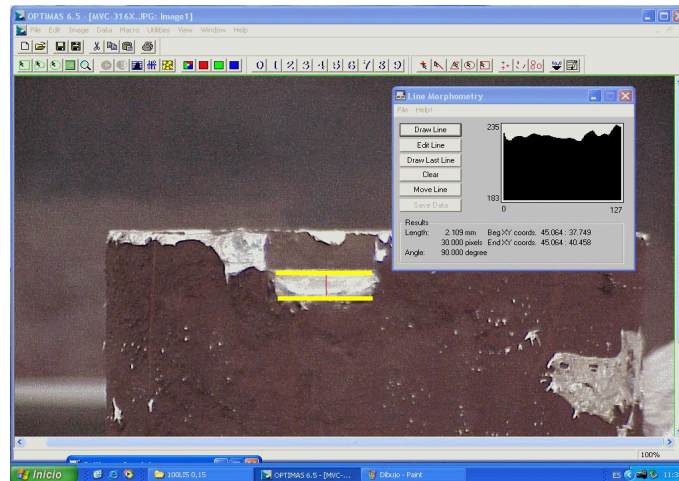 OPTIMAS 6.5 - [MVC-316X.JPG: Image1]
File Edit Image Data Macro Utilities View Window Help
0 1 2 3 4 5 6 7 8 9
Line Morphometry
File Help!
Draw Line
Edit Line
Draw Last Line
Clear
Move Line
Save Data
235
183
0 127
Results
Length: 2.109 mm Beg XY coords. 45.064 : 37.749
30.000 pixels End XY coords. 45.064 : 40.458
Angle: 90.000 degree
100%
Inicio 100LIS 0,15 OPTIMAS 6.5 - [MVC-... Dibujo - Paint ES 11:3